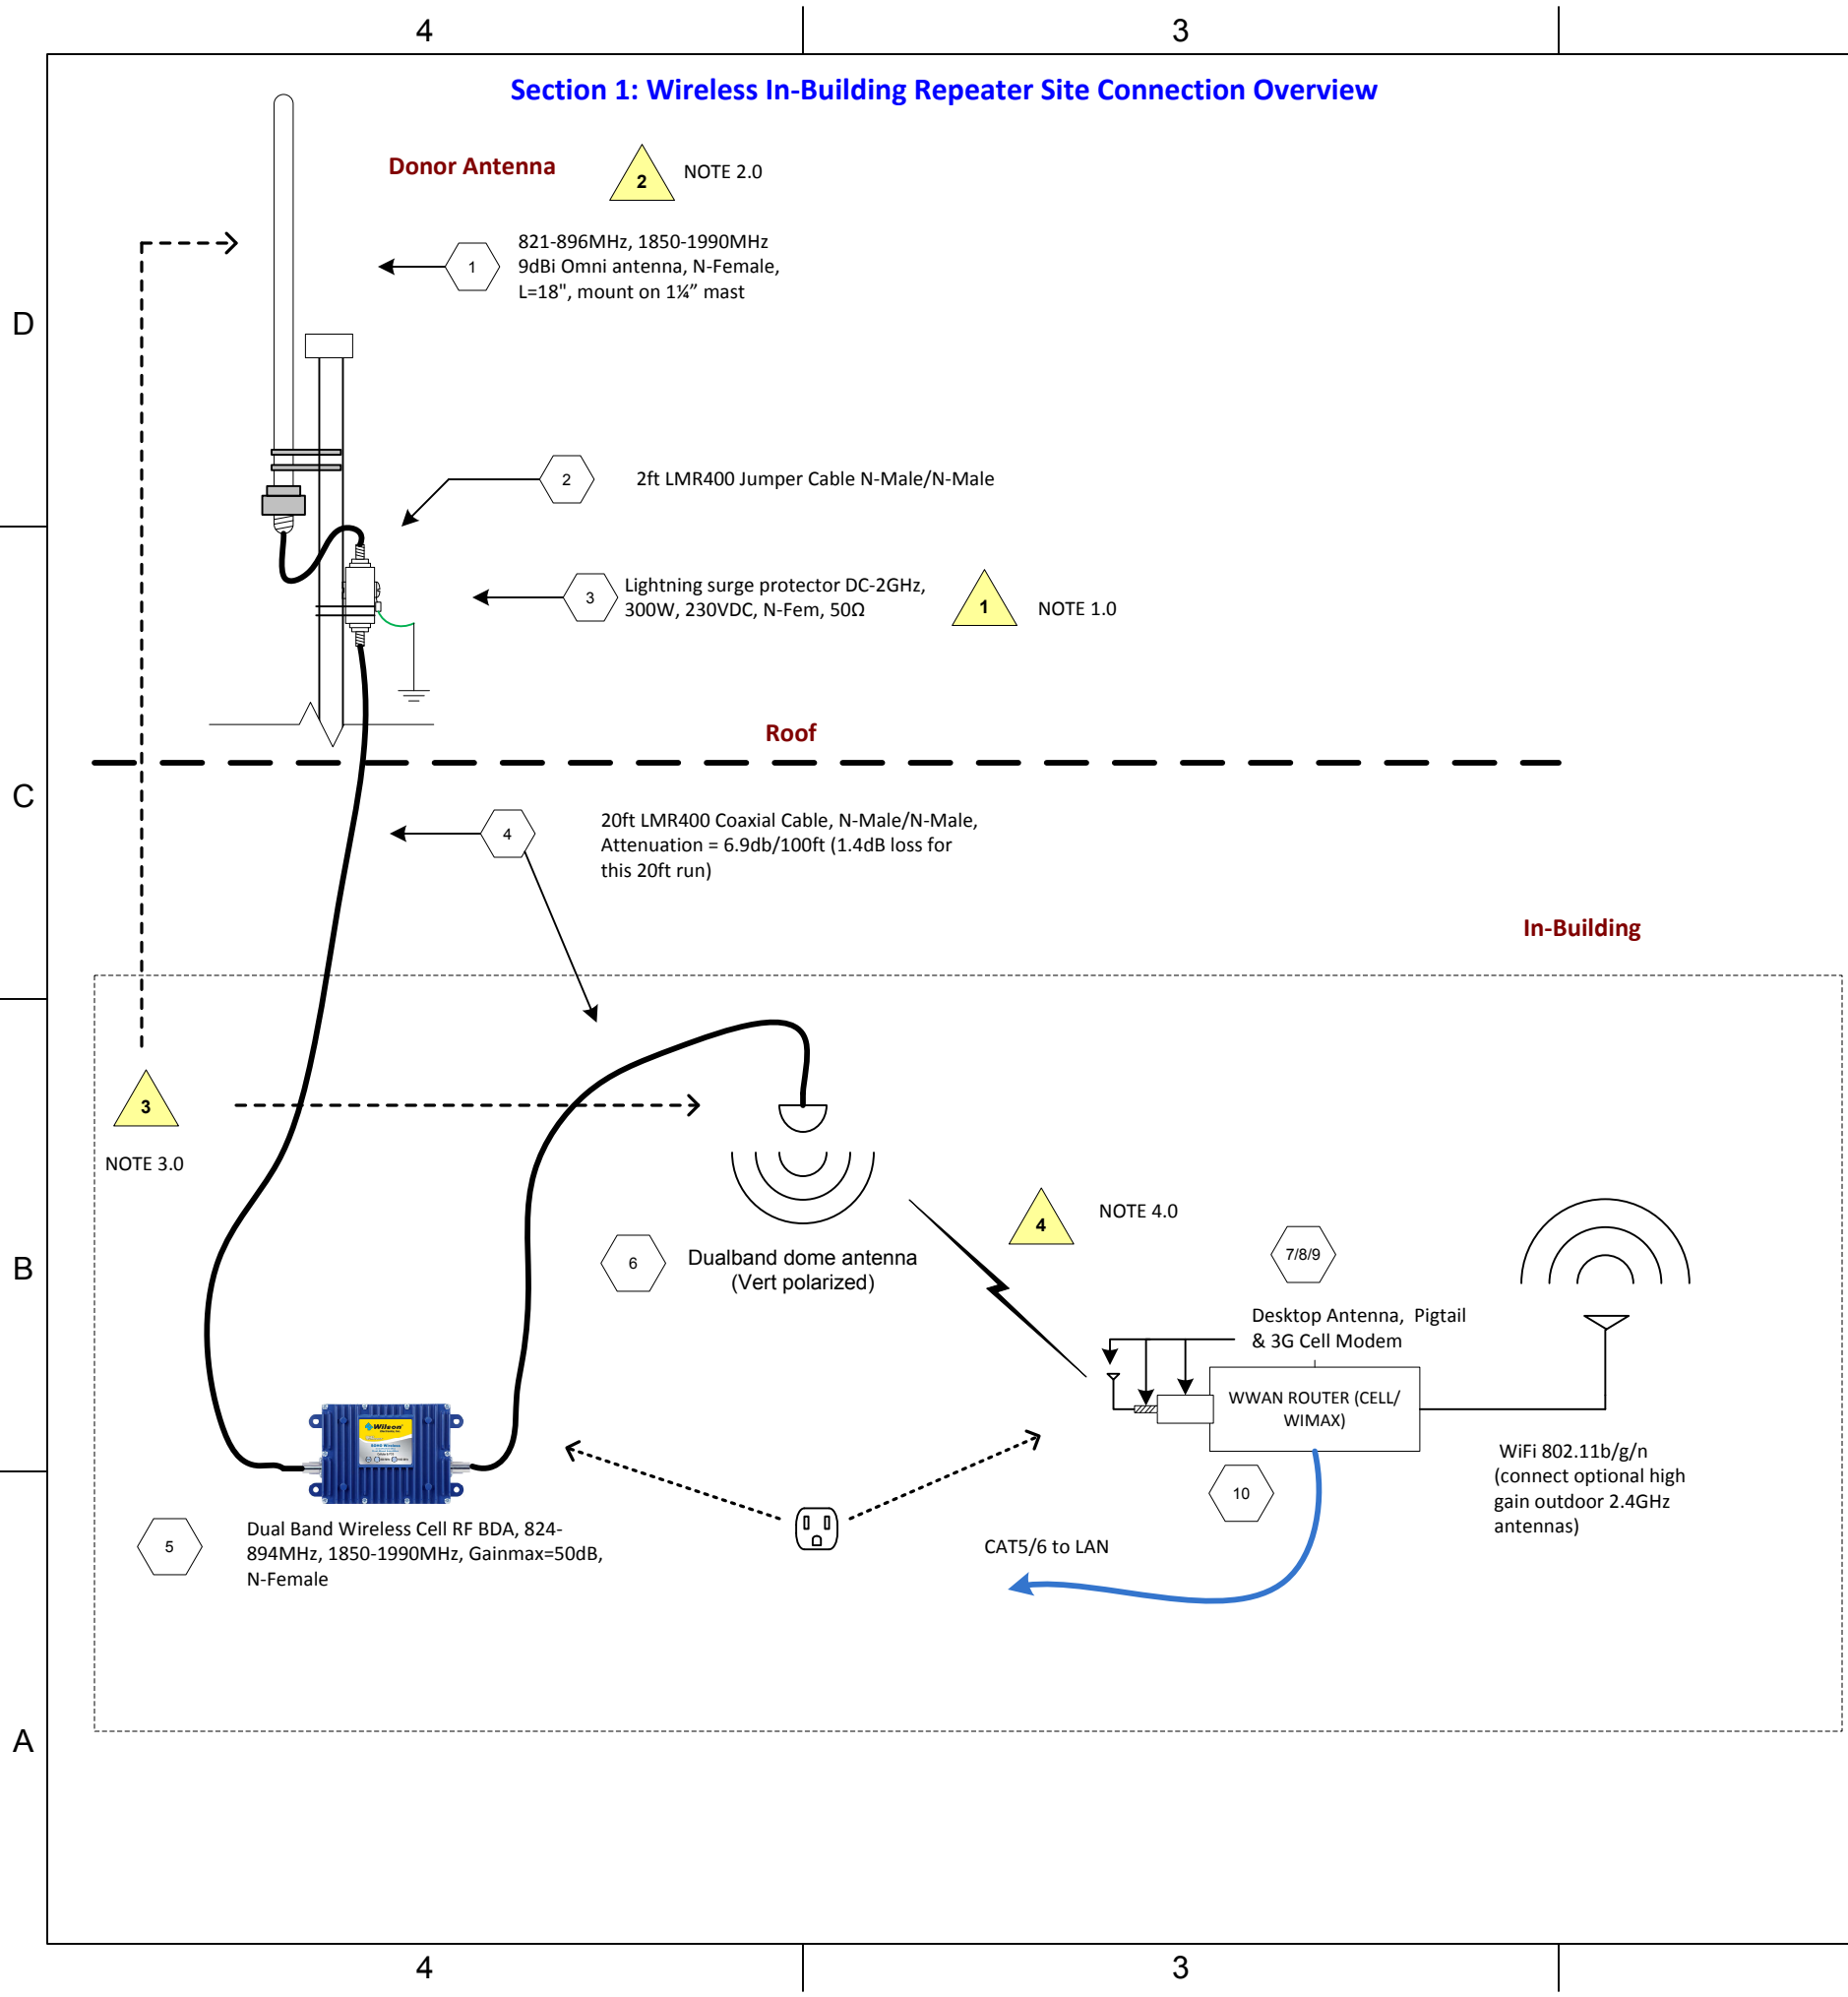 4
3
Section 1: Wireless In-Building Repeater Site Connection Overview
Donor Antenna
2
NOTE 2.0
1
821-896MHz, 1850-1990MHz
9dBi Omni antenna, N-Female,
L=18", mount on 1¼” mast
D
2
2ft LMR400 Jumper Cable N-Male/N-Male
3
Lightning surge protector DC-2GHz,
300W, 230VDC, N-Fem, 50Ω
1
NOTE 1.0
Roof
C
4
20ft LMR400 Coaxial Cable, N-Male/N-Male,
Attenuation = 6.9db/100ft (1.4dB loss for
this 20ft run)
In-Building
3
NOTE 3.0
4
NOTE 4.0
B
6
Dualband dome antenna
(Vert polarized)
7/8/9
Desktop Antenna, Pigtail
& 3G Cell Modem
WWAN ROUTER (CELL/
WIMAX)
Wilson
WiFi 802.11b/g/n
(connect optional high
gain outdoor 2.4GHz
antennas)
10
5
Dual Band Wireless Cell RF BDA, 824-
894MHz, 1850-1990MHz, Gainmax=50dB,
N-Female
CAT5/6 to LAN
A
4
3